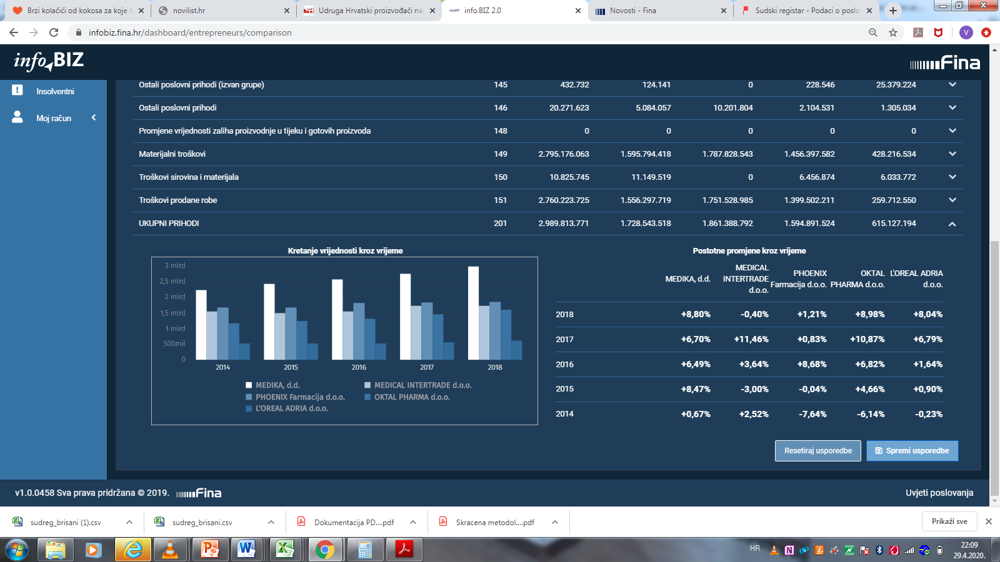 Brzi kolačići od kokosa za koje t
novilist.hr
Udruga Hrvatski proizvođači na
info.BIZ 2.0
Novosti - Fina
Sudski registar - Podaci o poslo
infobiz.fina.hr/dashboard/entrepreneurs/comparison
V
info.BIZ
Fina
Insolventni
Moj račun
Ostali poslovni prihodi (izvan grupe) 145 432.732 124.141 0 228.546 25.379.224
Ostali poslovni prihodi 146 20.271.623 5.084.057 10.201.804 2.104.531 1.305.034
Promjene vrijednosti zaliha proizvodnje u tijeku i gotovih proizvoda 148 0 0 0 0 0
Materijalni troškovi 149 2.795.176.063 1.595.794.418 1.787.828.543 1.456.397.582 428.216.534
Troškovi sirovina i materijala 150 10.825.745 11.149.519 0 6.456.874 6.033.772
Troškovi prodane robe 151 2.760.223.725 1.556.297.719 1.751.528.985 1.399.502.211 259.712.550
UKUPNI PRIHODI 201 2.989.813.771 1.728.543.518 1.861.388.792 1.594.891.524 615.127.194
Kretanje vrijednosti kroz vrijeme
3 mlrd
2,5 mlrd
2 mlrd
1,5 mlrd
1 mlrd
500mil
0
2014 2015 2016 2017 2018
MEDIKA, d.d. MEDICAL INTERTRADE d.o.o.
PHOENIX Farmacija d.o.o. OKTAL PHARMA d.o.o.
L'OREAL ADRIA d.o.o.
Postotne promjene kroz vrijeme
MEDIKA, d.d. MEDICAL INTERTRADE d.o.o. PHOENIX Farmacija d.o.o. OKTAL PHARMA d.o.o. L'OREAL ADRIA d.o.o.
2018 +8,80% -0,40% +1,21% +8,98% +8,04%
2017 +6,70% +11,46% +0,83% +10,87% +6,79%
2016 +6,49% +3,64% +8,68% +6,82% +1,64%
2015 +8,47% -3,00% -0,04% +4,66% +0,90%
2014 +0,67% +2,52% -7,64% -6,14% -0,23%
Resetiraj usporedbe
Spremi usporedbe
v1.0.0458 Sva prava pridržana © 2019. Fina
Uvjeti poslovanja
sudreg_brisani (1).csv
sudreg_brisani.csv
Dokumentacija PD....pdf
Skracena metodol....pdf
Prikaži sve
HR
22:09
29.4.2020.